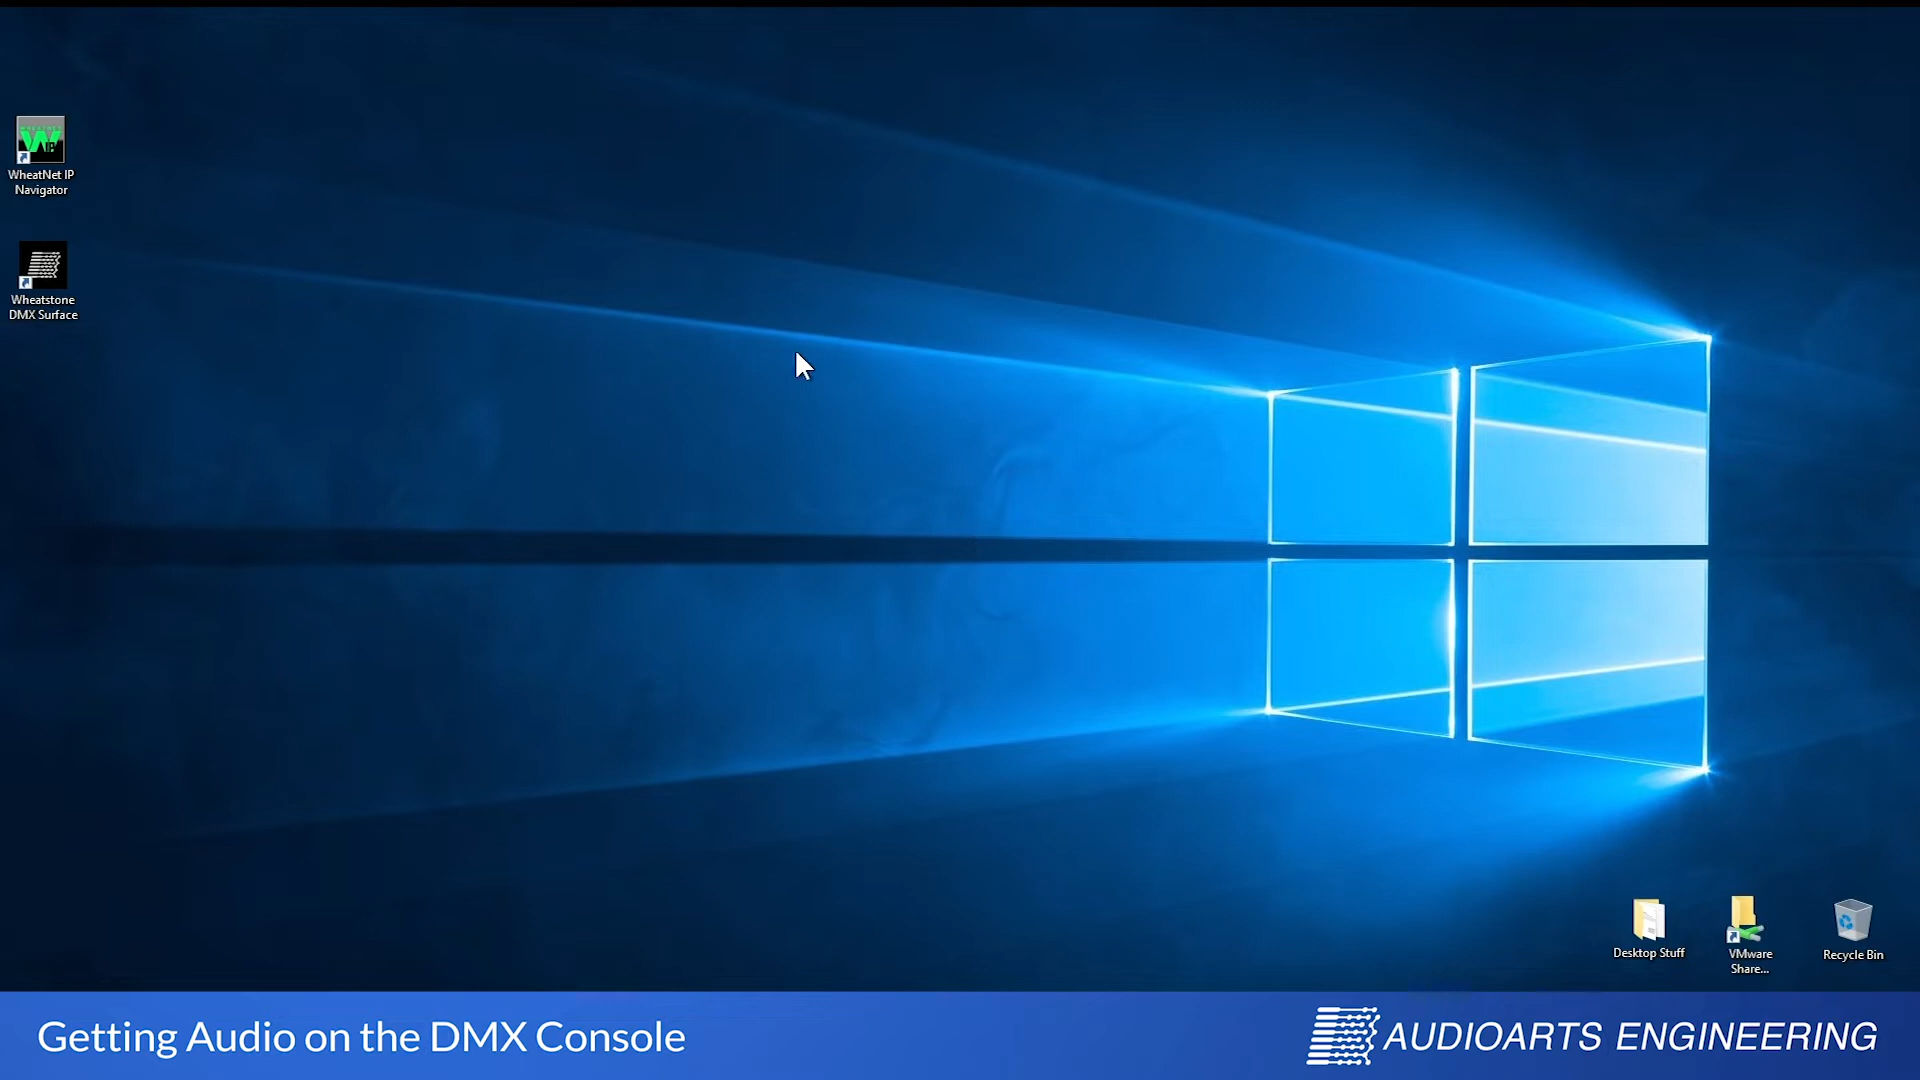 WheatNet IP
Navigator
Wheatstone
DMX Surface
Desktop Stuff
VMware
Share...
Recycle Bin
Getting Audio on the DMX Console
AUDIOARTS ENGINEERING